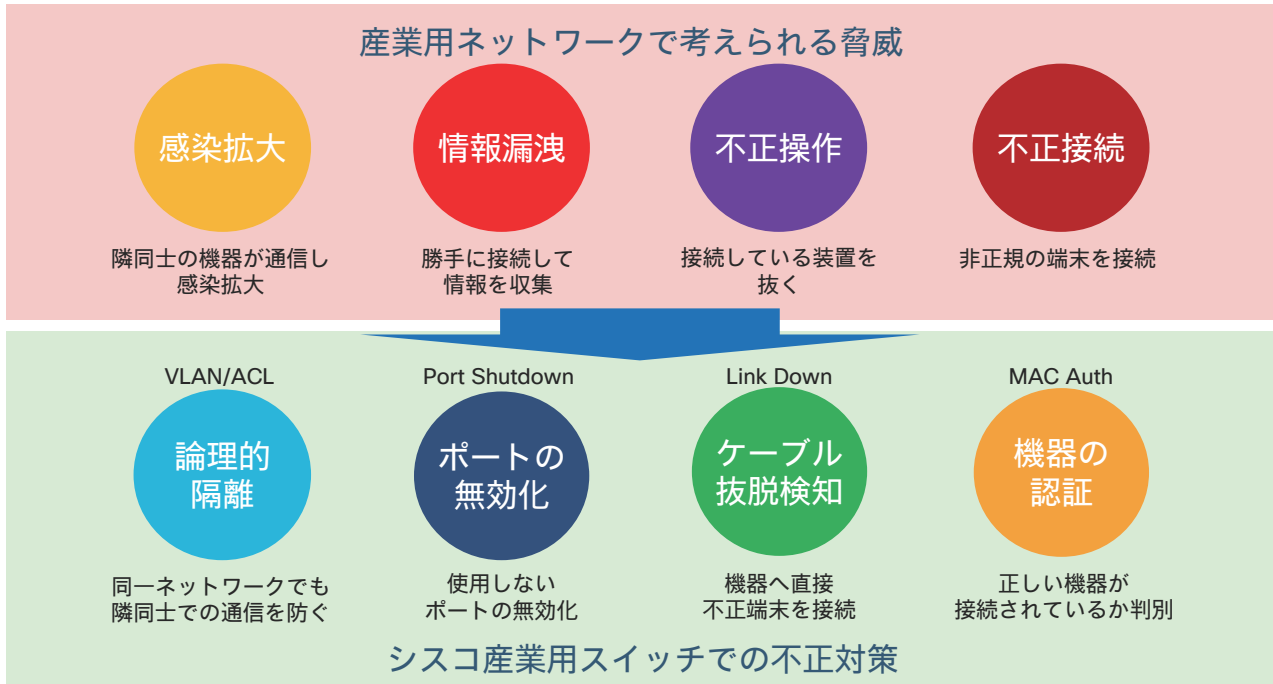 産業用ネットワークで考えられる脅威
感染拡大
情報漏洩
不正操作
不正接続
隣同士の機器が通信し
感染拡大
勝手に接続して
情報を収集
接続している装置を
抜く
非正規の端末を接続
VLAN/ACL
Port Shutdown
Link Down
MAC Auth
論理的
隔離
ポートの
無効化
ケーブル
抜脱検知
機器の
認証
同一ネットワークでも
隣同士での通信を防ぐ
使用しない
ポートの無効化
機器へ直接
不正端末を接続
正しい機器が
接続されているか判別
シスコ産業用スイッチでの不正対策